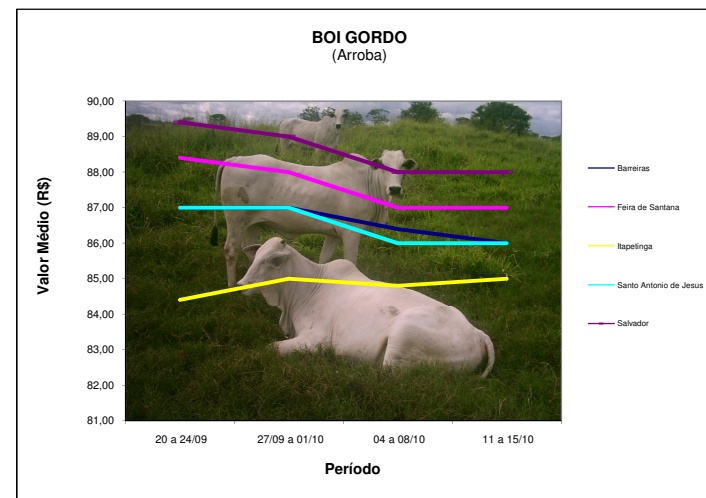 BOI GORDO
(Arroba)
90,00
89,00
88,00
87,00
86,00
85,00
84,00
83,00
82,00
81,00
Valor Médio (R$)
20 a 24/09
27/09 a 01/10
04 a 08/10
11 a 15/10
Período
Barreiras
Feira de Santana
Itapetinga
Santo Antonio de Jesus
Salvador